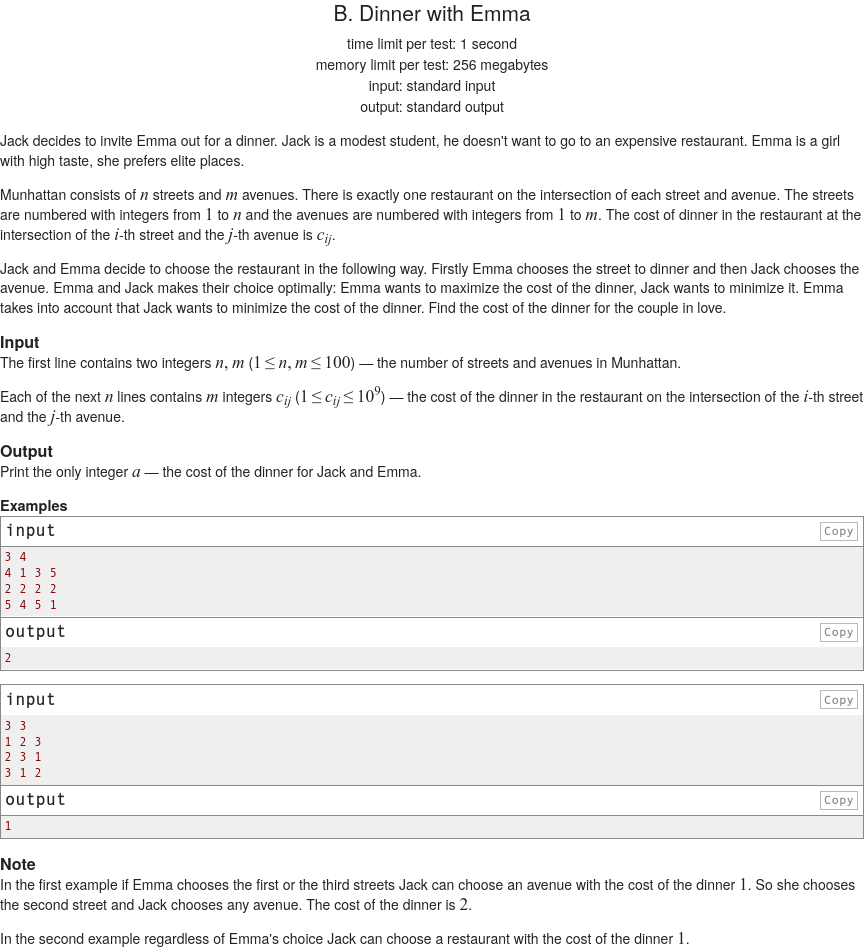 B. Dinner with Emma
time limit per test: 1 second
memory limit per test: 256 megabytes
input: standard input
output: standard output
Jack decides to invite Emma out for a dinner. Jack is a modest student, he doesn't want to go to an expensive restaurant. Emma is a girl
with high taste, she prefers elite places.
Munhattan consists of n streets and m avenues. There is exactly one restaurant on the intersection of each street and avenue. The streets
are numbered with integers from 1 to n and the avenues are numbered with integers from 1 to m. The cost of dinner in the restaurant at the
intersection of the i-th street and the j-th avenue is c_{ij}.
Jack and Emma decide to choose the restaurant in the following way. Firstly Emma chooses the street to dinner and then Jack chooses the
avenue. Emma and Jack makes their choice optimally: Emma wants to maximize the cost of the dinner, Jack wants to minimize it. Emma
takes into account that Jack wants to minimize the cost of the dinner. Find the cost of the dinner for the couple in love.
Input
The first line contains two integers n, m (1 ≤ n, m ≤ 100) — the number of streets and avenues in Munhattan.
Each of the next n lines contains m integers c_{ij} (1 ≤ c_{ij} ≤ 10^9) — the cost of the dinner in the restaurant on the intersection of the i-th street
and the j-th avenue.
Output
Print the only integer a — the cost of the dinner for Jack and Emma.
Examples
input Copy
3 4
4 1 3 5
2 2 2 2
5 4 5 1
output Copy
2
input Copy
3 3
1 2 3
2 3 1
3 1 2
output Copy
1
Note
In the first example if Emma chooses the first or the third streets Jack can choose an avenue with the cost of the dinner 1. So she chooses
the second street and Jack chooses any avenue. The cost of the dinner is 2.
In the second example regardless of Emma's choice Jack can choose a restaurant with the cost of the dinner 1.